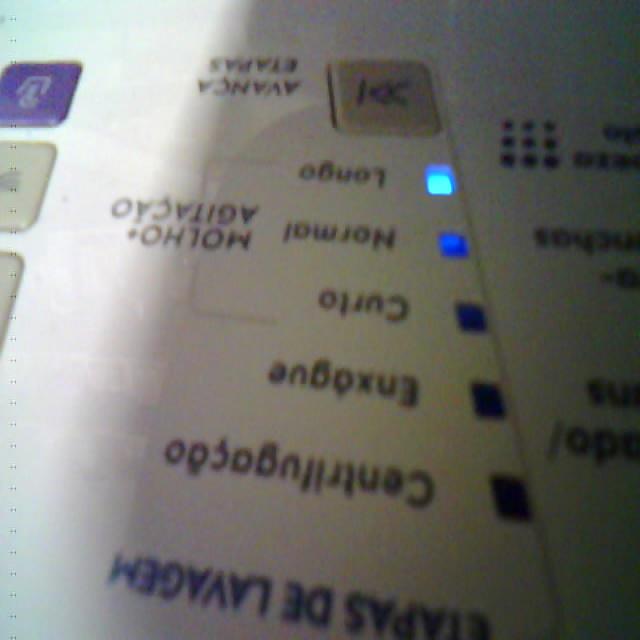 ETAPAS DE LAVAGEM
Centrifugação
Enxágue
Curto
Normal
MOLHO+
AGITAÇÃO
Longo
AVANÇA
ETAPAS